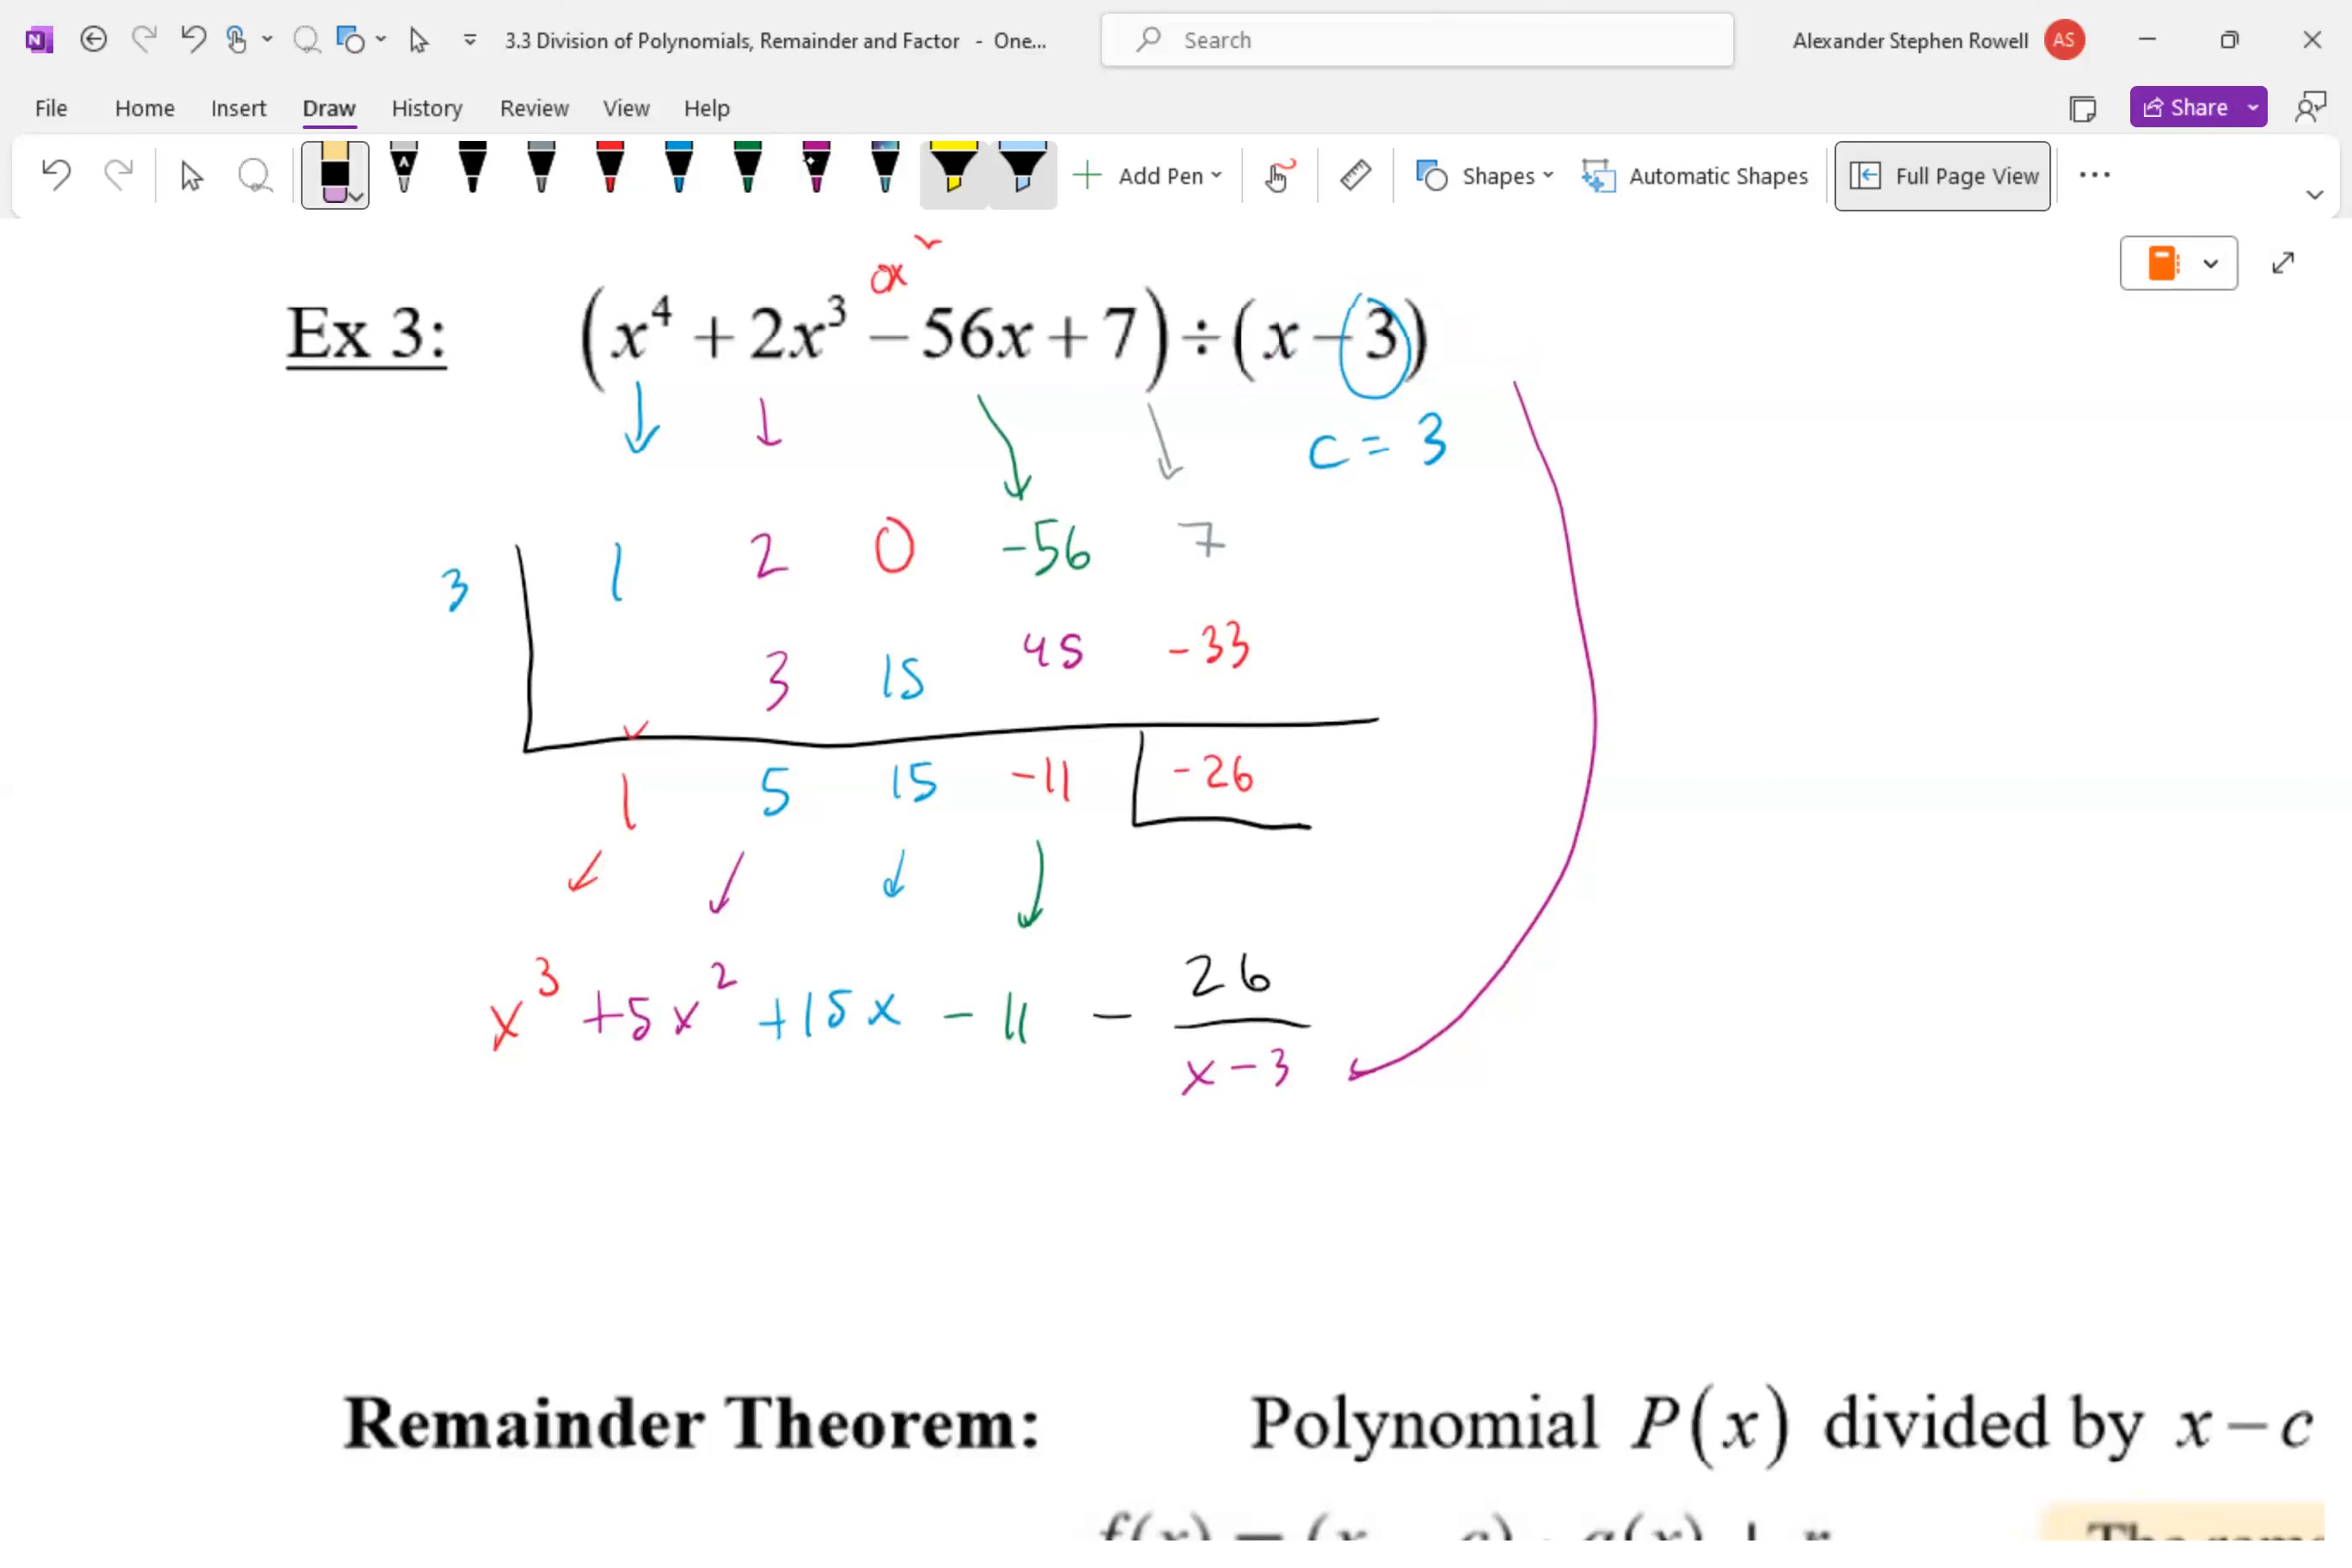 3.3 Division of Polynomials, Remainder and Factor - One...
Search
Alexander Stephen Rowell AS
File Home Insert Draw History Review View Help
Share
Add Pen Shapes Automatic Shapes Full Page View
0x²
Ex 3: (x⁴ + 2x³ − 56x + 7) ÷ (x − 3)
c = 3
3 1 2 0 -56 7
3 15 45 -33
1 5 15 -11 -26
x³ + 5x² + 15x - 11 - 26/(x - 3)
Remainder Theorem: Polynomial P(x) divided by x − c